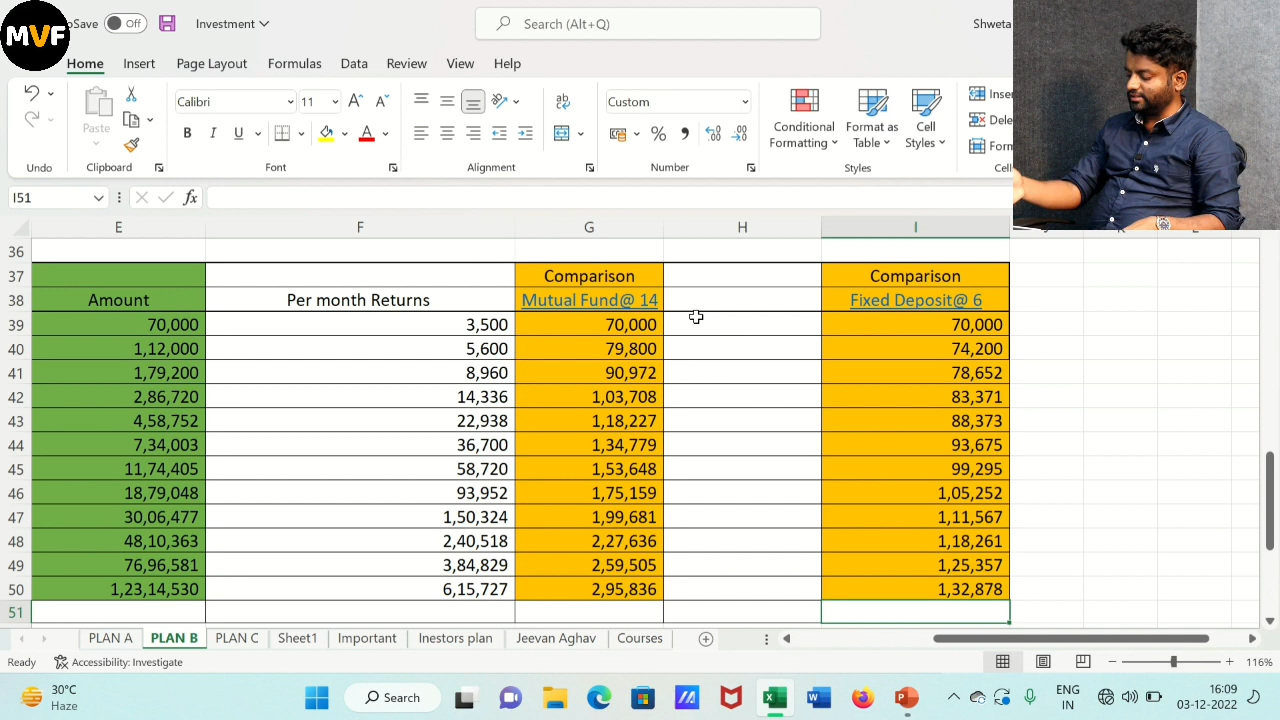 MVF
Save Off Investment Search (Alt+Q) Shweta
Home Insert Page Layout Formulas Data Review View Help
Calibri 11 ab Custom
Paste B I U A % Conditional Formatting Format as Table Cell Styles
Undo Clipboard Font Alignment Number Styles
I51 fx
E F G H I
36
37 Comparison Comparison
38 Amount Per month Returns Mutual Fund@ 14 Fixed Deposit@ 6
39 70,000 3,500 70,000 70,000
40 1,12,000 5,600 79,800 74,200
41 1,79,200 8,960 90,972 78,652
42 2,86,720 14,336 1,03,708 83,371
43 4,58,752 22,938 1,18,227 88,373
44 7,34,003 36,700 1,34,779 93,675
45 11,74,405 58,720 1,53,648 99,295
46 18,79,048 93,952 1,75,159 1,05,252
47 30,06,477 1,50,324 1,99,681 1,11,567
48 48,10,363 2,40,518 2,27,636 1,18,261
49 76,96,581 3,84,829 2,59,505 1,25,357
50 1,23,14,530 6,15,727 2,95,836 1,32,878
51
PLAN A PLAN B PLAN C Sheet1 Important Inestors plan Jeevan Aghav Courses
Ready Accessibility: Investigate 116%
30°C Search ENG 16:09
Haze IN 03-12-2022